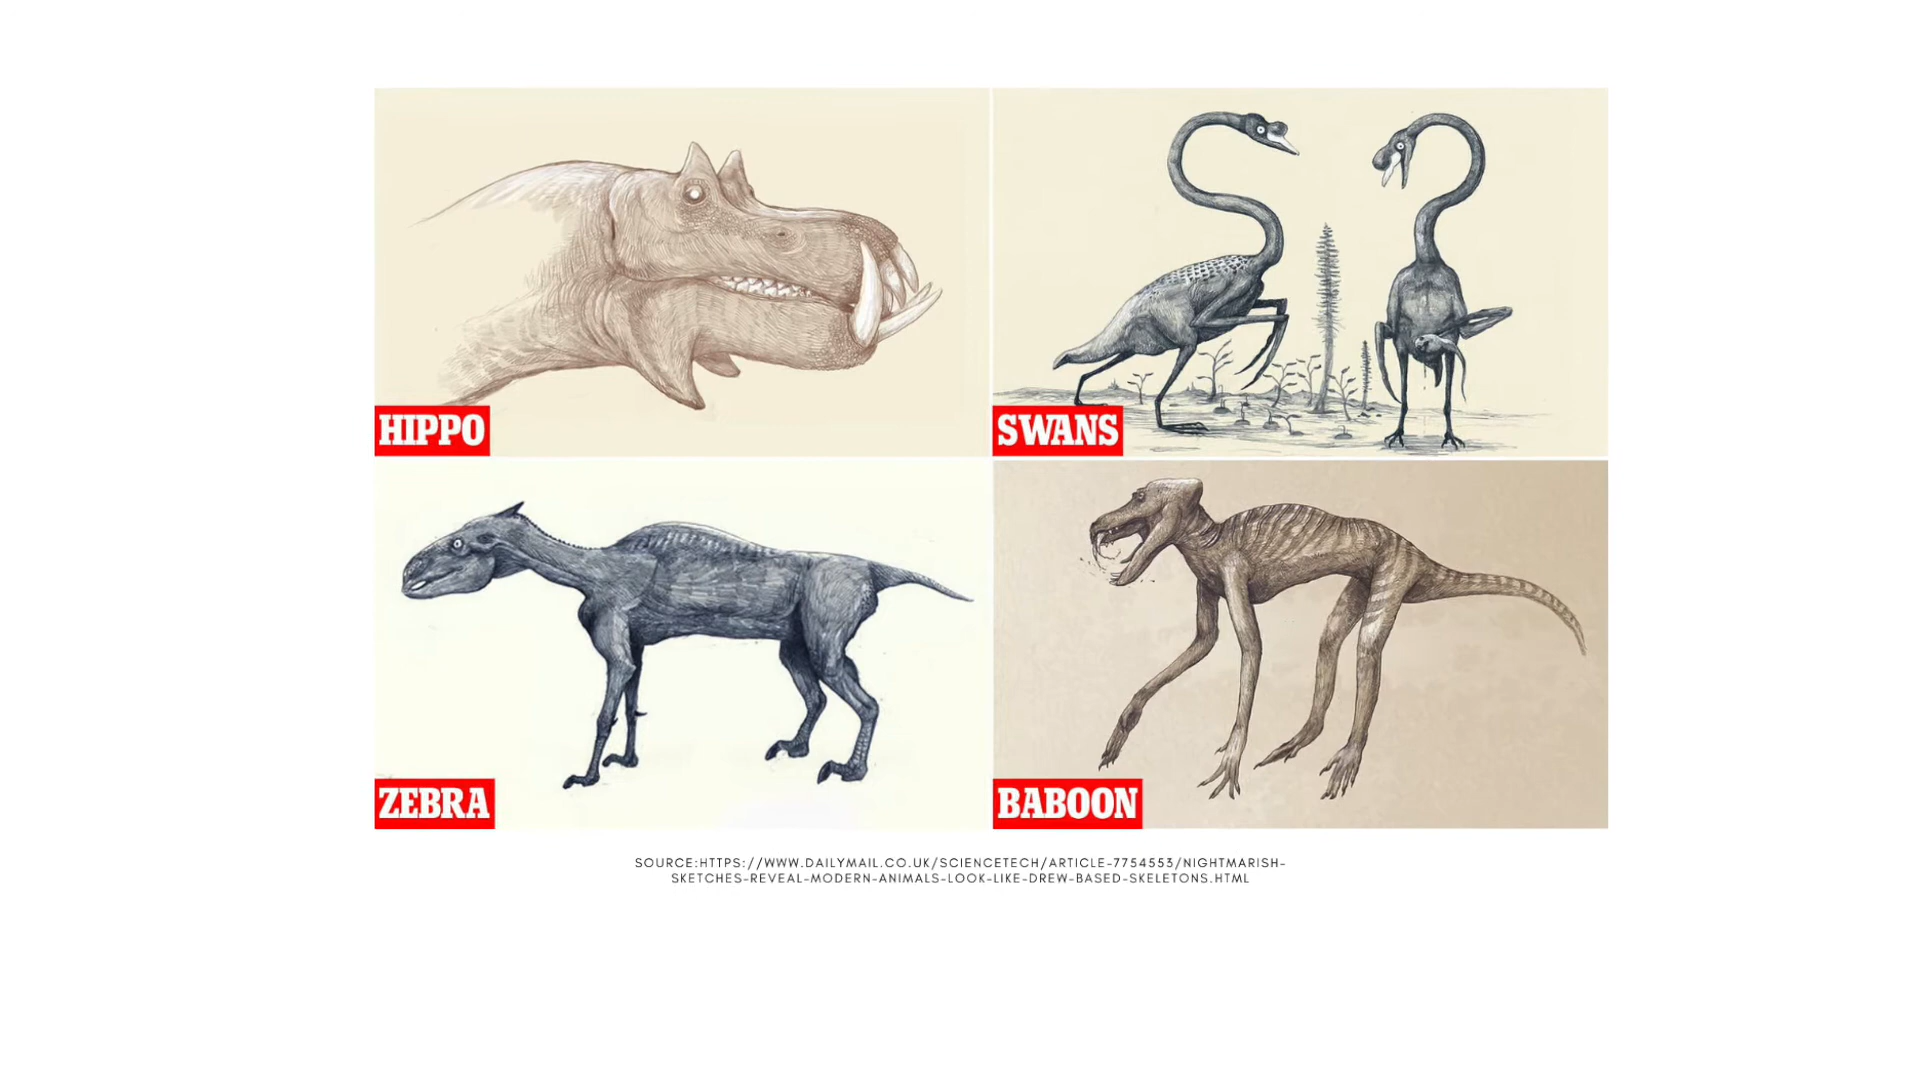 HIPPO
SWANS
ZEBRA
BABOON
SOURCE:HTTPS://WWW.DAILYMAIL.CO.UK/SCIENCETECH/ARTICLE-7754553/NIGHTMARISH-
SKETCHES-REVEAL-MODERN-ANIMALS-LOOK-LIKE-DREW-BASED-SKELETONS.HTML